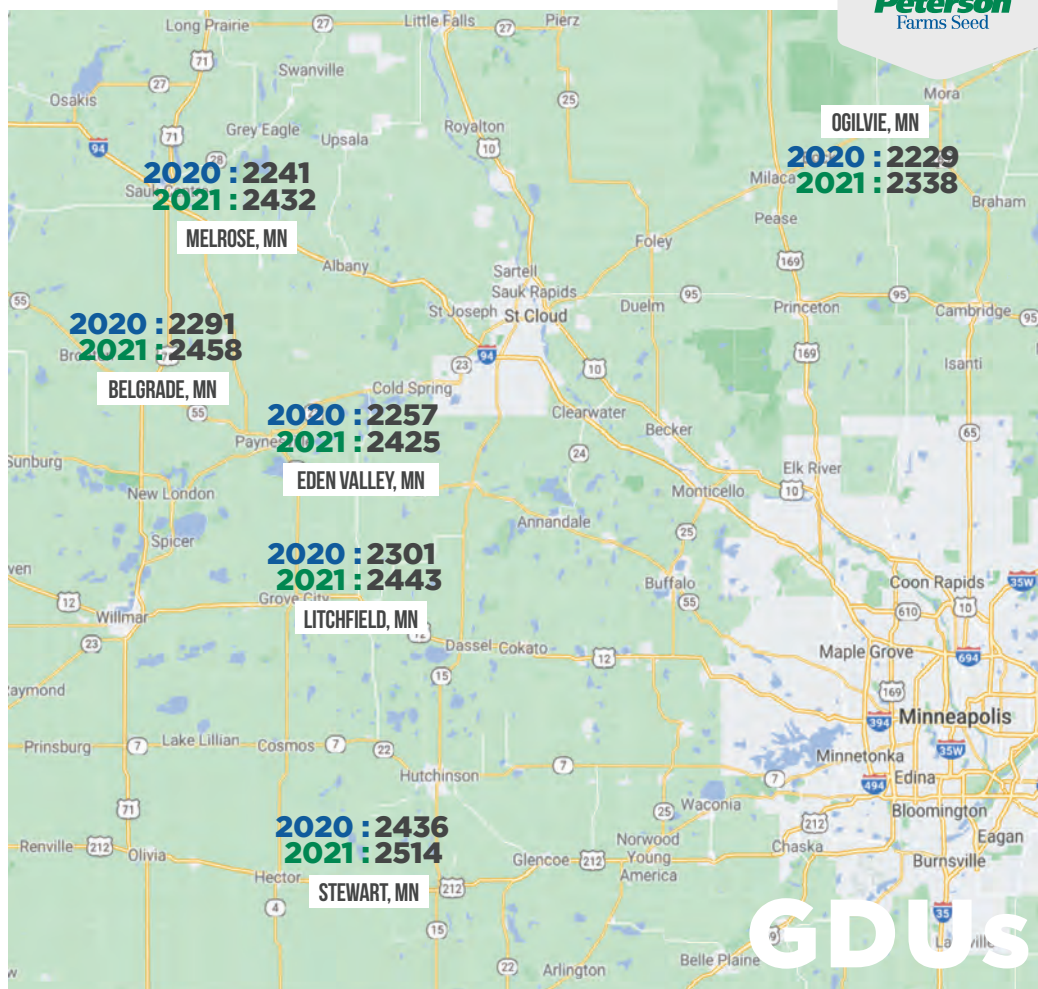 Peterson
Farms Seed
Long Prairie
27
Little Falls
27
Pierz
71
Swanville
27
25
Osakis
Mora
94
71
Grey Eagle
Upsala
Royalton
10
OGILVIE, MN
28
2020 : 2241
2021 : 2432
MELROSE, MN
2020 : 2229
2021 : 2338
Milaca
Braham
Pease
Foley
169
Albany
Sartell
Sauk Rapids
55
St Joseph
St Cloud
Duelm
95
Princeton
95
Cambridge
95
2020 : 2291
2021 : 2458
BELGRADE, MN
94
23
10
169
Isanti
Cold Spring
55
2020 : 2257
2021 : 2425
EDEN VALLEY, MN
Clearwater
Becker
65
24
Sunburg
New London
Elk River
Monticello
10
Annandale
25
Spicer
2020 : 2301
2021 : 2443
LITCHFIELD, MN
Grove City
Buffalo
55
Coon Rapids
35W
12
Willmar
610
10
12
23
Dassel
Cokato
12
Maple Grove
694
15
Raymond
169
394
Minneapolis
Prinsburg
7
Lake Lillian
Cosmos
7
22
35W
Minnetonka
7
7
Hutchinson
494
Edina
71
25
Waconia
Bloomington
2020 : 2436
2021 : 2514
STEWART, MN
212
Eagan
Renville
212
Olivia
Glencoe
212
Norwood
Young
America
Chaska
Burnsville
Hector
212
4
35
15
GDUs
Belle Plaine
22
Arlington